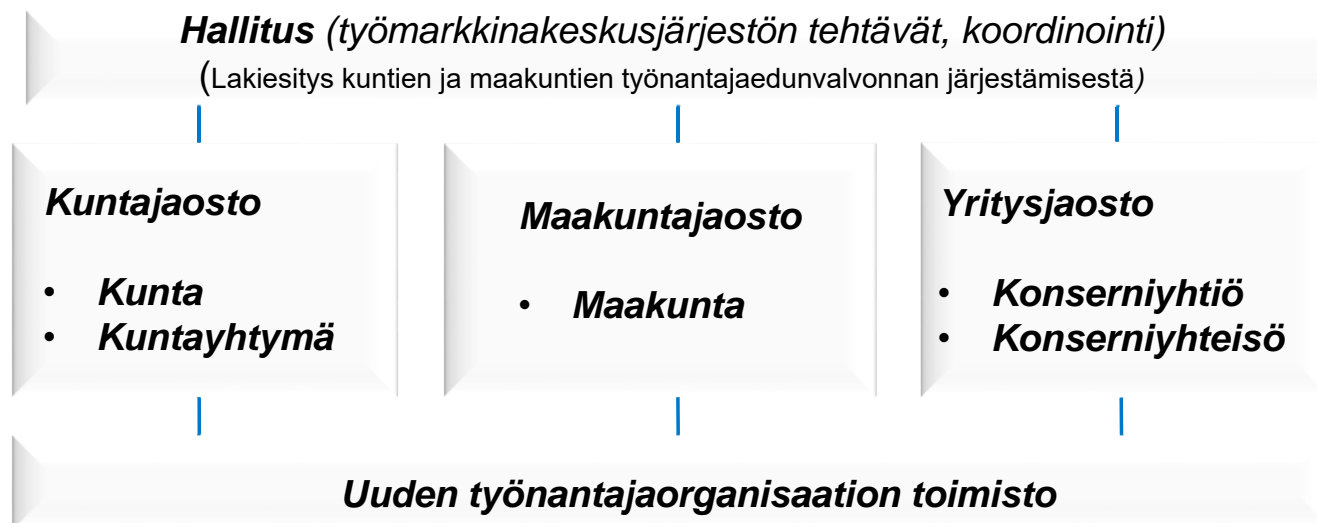 Hallitus (työmarkkinakeskusjärjestön tehtävät, koordinointi)
(Lakiesitys kuntien ja maakuntien työnantajaedunvalvonnan järjestämisestä)
Kuntajaosto
• Kunta
• Kuntayhtymä
Maakuntajaosto
• Maakunta
Yritysjaosto
• Konserniyhtiö
• Konserniyhteisö
Uuden työnantajaorganisaation toimisto